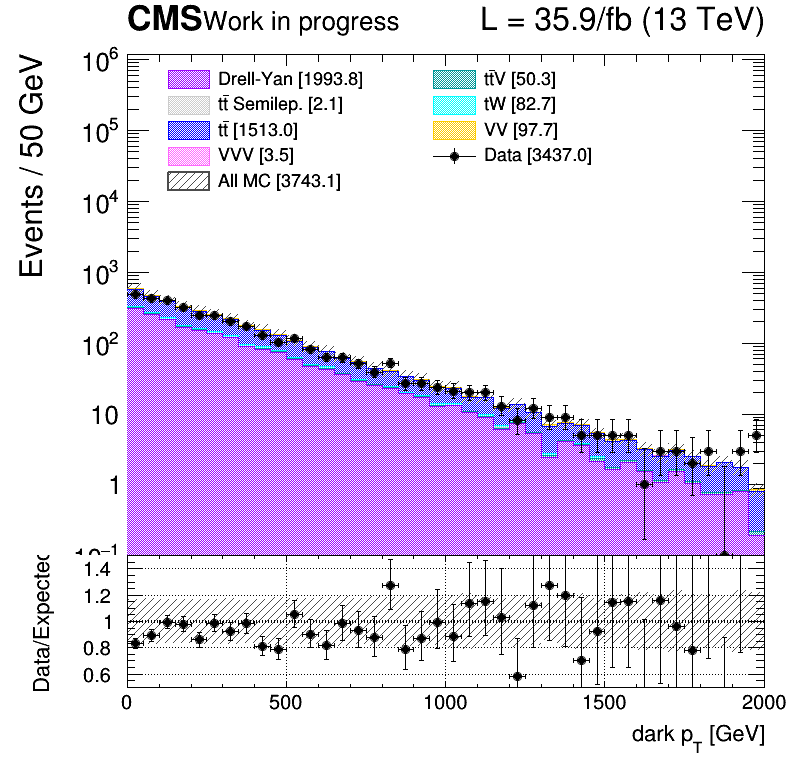 CMS Work in progress L = 35.9/fb (13 TeV)
Events / 50 GeV
10⁶
10⁵
10⁴
10³
10²
10
1
10⁻¹
Drell-Yan [1993.8]
tt̄ Semilep. [2.1]
tt̄ [1513.0]
VVV [3.5]
All MC [3743.1]
tt̄V [50.3]
tW [82.7]
VV [97.7]
Data [3437.0]
Data/Expected
1.4
1.2
1
0.8
0.6
0 500 1000 1500 2000
dark p_T [GeV]